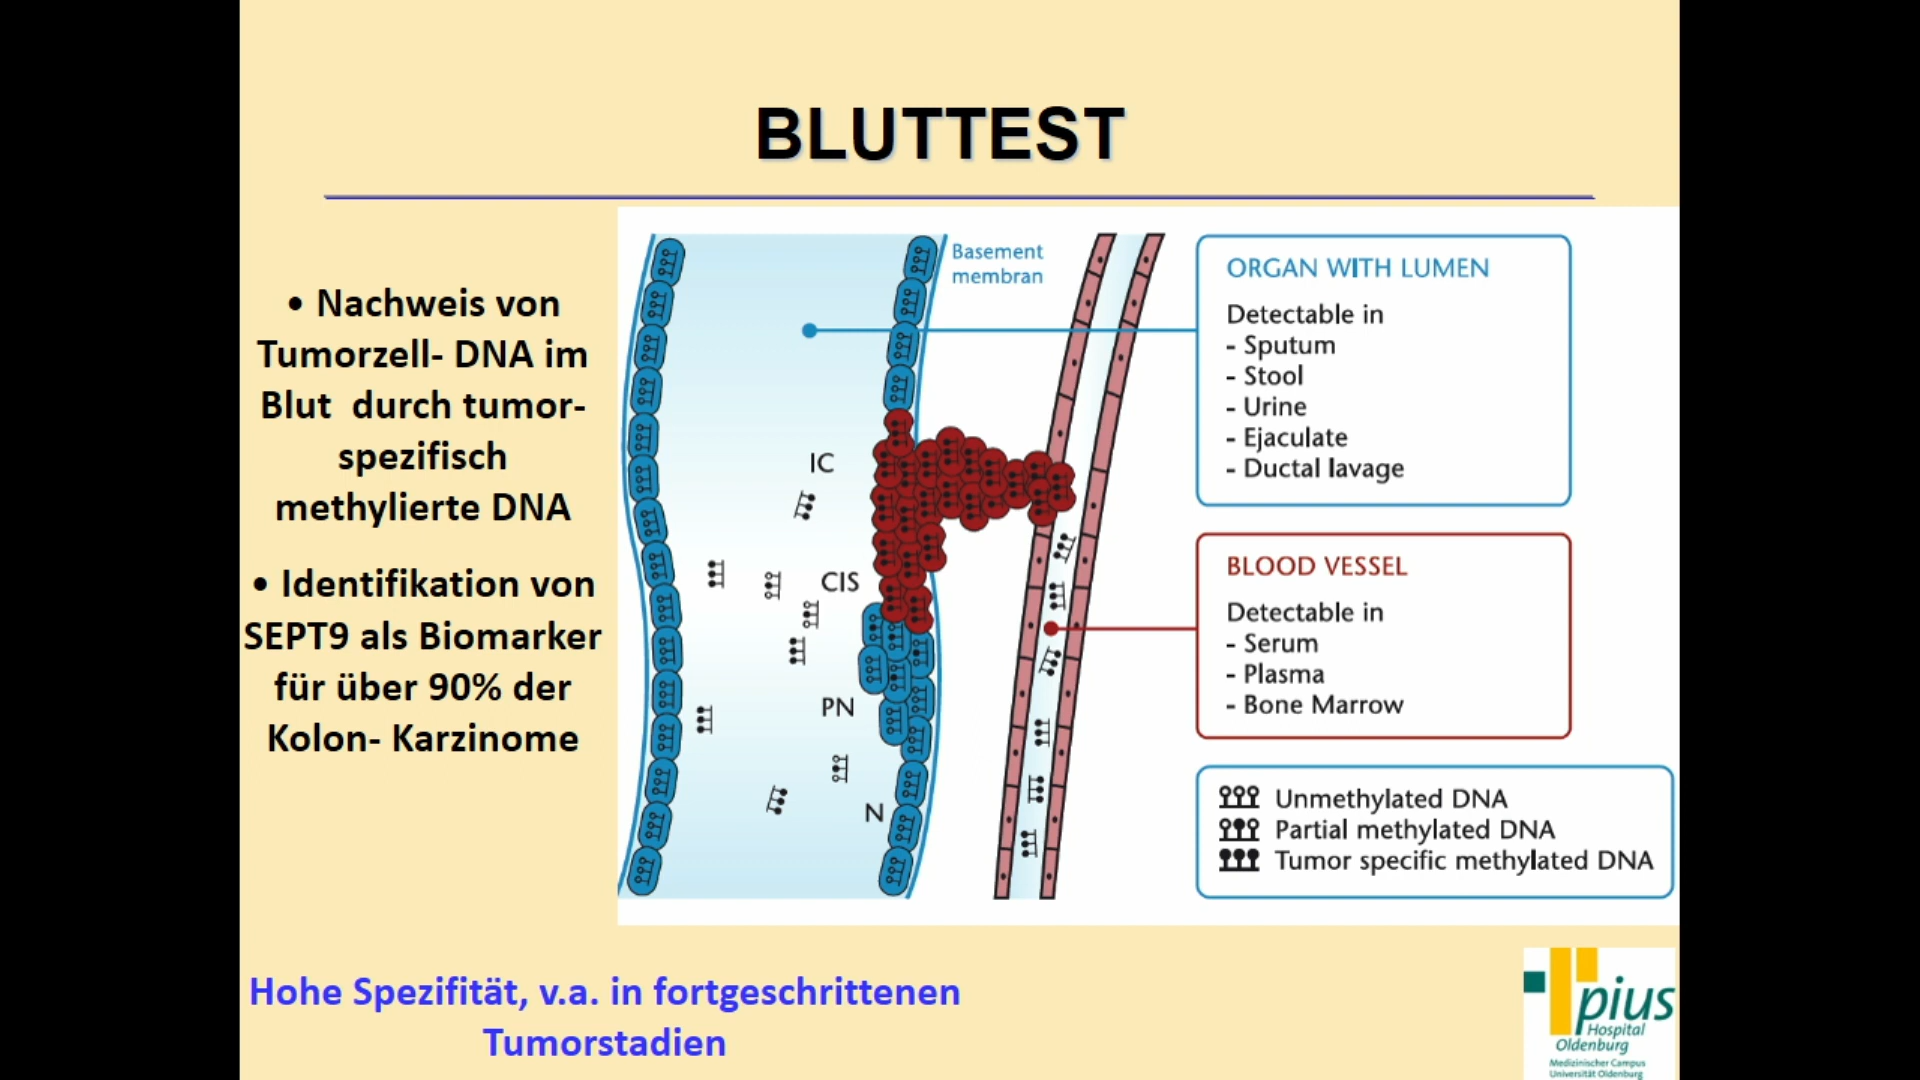 BLUTTEST
• Nachweis von
Tumorzell- DNA im
Blut durch tumor-
spezifisch
methylierte DNA
• Identifikation von
SEPT9 als Biomarker
für über 90% der
Kolon- Karzinome
Basement
membran
IC
CIS
PN
N
ORGAN WITH LUMEN
Detectable in
- Sputum
- Stool
- Urine
- Ejaculate
- Ductal lavage
BLOOD VESSEL
Detectable in
- Serum
- Plasma
- Bone Marrow
Unmethylated DNA
Partial methylated DNA
Tumor specific methylated DNA
Hohe Spezifität, v.a. in fortgeschrittenen
Tumorstadien
pius
Hospital
Oldenburg
Medizinischer Campus
Universität Oldenburg